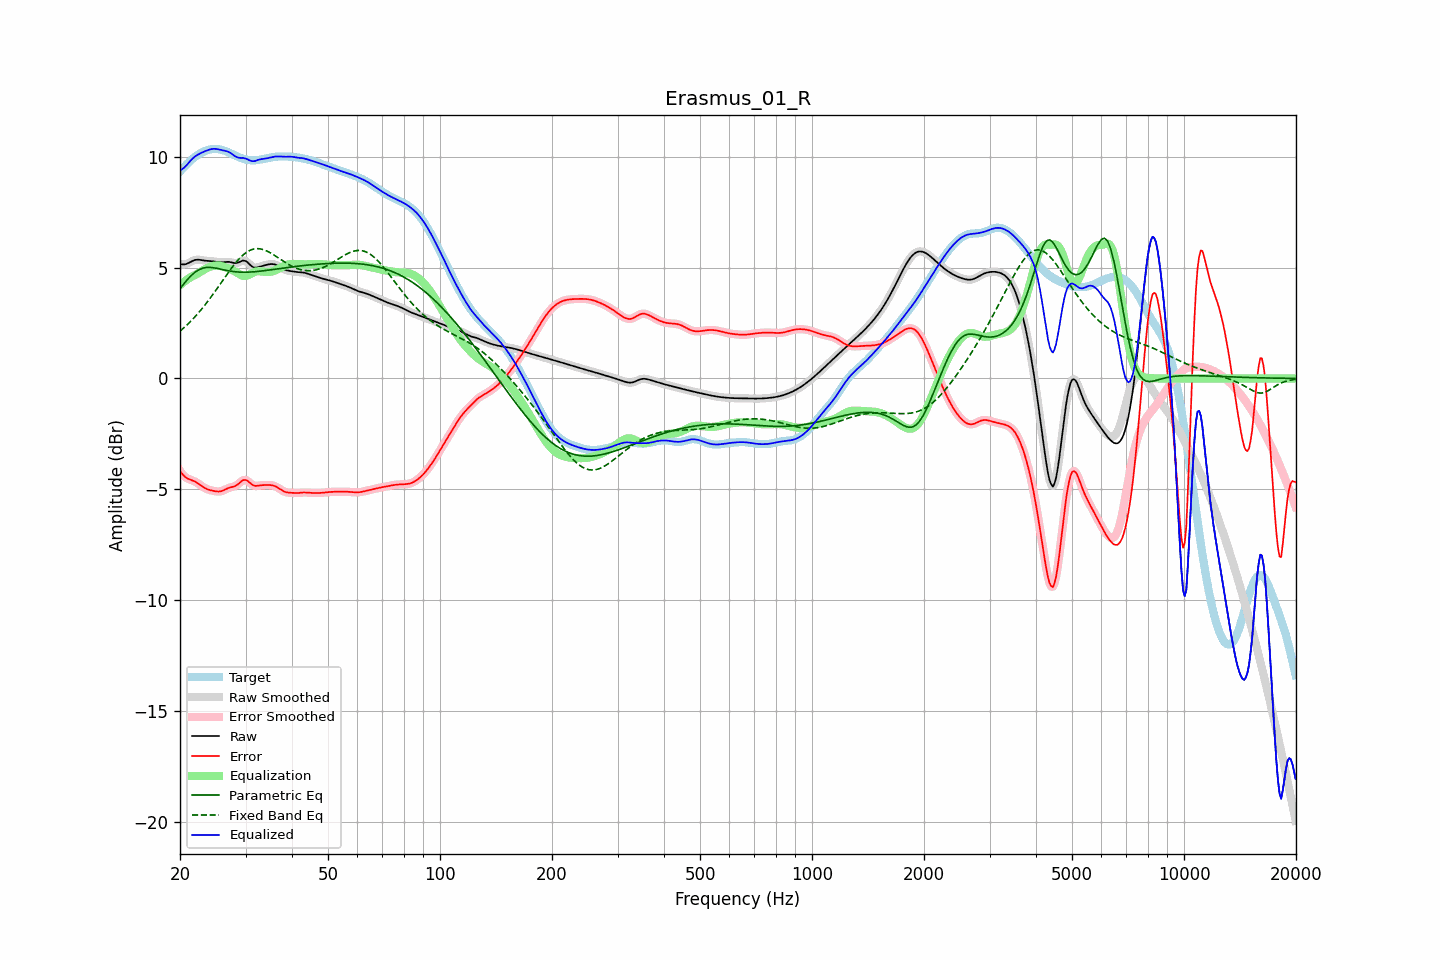 Erasmus_01_R
10
5
0
−5
−10
−15
−20
Amplitude (dBr)
Target
Raw Smoothed
Error Smoothed
Raw
Error
Equalization
Parametric Eq
Fixed Band Eq
Equalized
20 50 100 200 500 1000 2000 5000 10000 20000
Frequency (Hz)